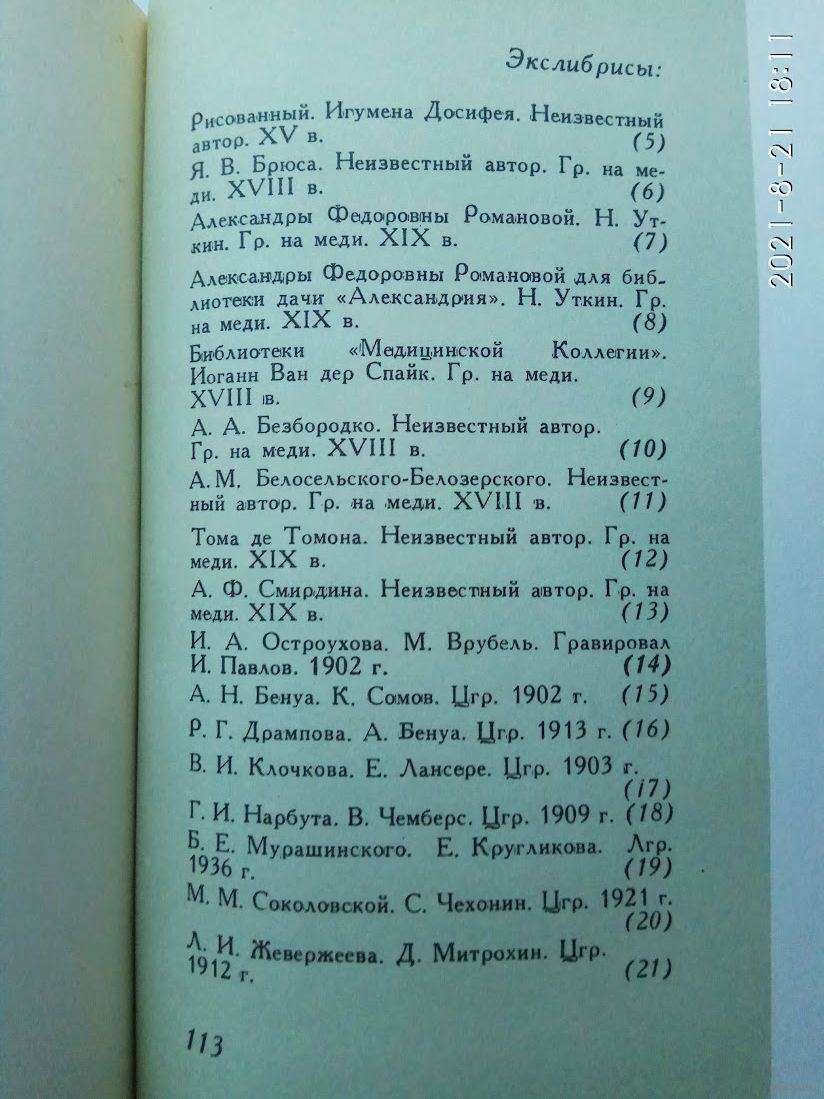 Экслибрисы:
Рисованный. Игумена Досифея. Неизвестный
автор. XV в. (5)
Я. В. Брюса. Неизвестный автор. Гр. на ме-
ди. XVIII в. (6)
Александры Федоровны Романовой. Н. Ут-
кин. Гр. на меди. XIX в. (7)
Александры Федоровны Романовой для биб-
лиотеки дачи «Александрия». Н. Уткин. Гр.
на меди. XIX в. (8)
Библиотеки «Медицинской Коллегии».
Иоганн Ван дер Спайк. Гр. на меди.
XVIII в. (9)
А. А. Безбородко. Неизвестный автор.
Гр. на меди. XVIII в. (10)
А. М. Белосельского-Белозерского. Неизвест-
ный автор. Гр. на меди. XVIII в. (11)
Тома де Томона. Неизвестный автор. Гр. на
меди. XIX в. (12)
А. Ф. Смирдина. Неизвестный автор. Гр. на
меди. XIX в. (13)
И. А. Остроухова. М. Врубель. Гравировал
И. Павлов. 1902 г. (14)
А. Н. Бенуа. К. Сомов. Цгр. 1902 г. (15)
Р. Г. Дрампова. А. Бенуа. Цгр. 1913 г. (16)
В. И. Клочкова. Е. Лансере. Цгр. 1903 г.
(17)
Г. И. Нарбута. В. Чемберс. Цгр. 1909 г. (18)
Б. Е. Мурашинского. Е. Кругликова. Лгр.
1936 г. (19)
М. М. Соколовской. С. Чехонин. Цгр. 1921 г.
(20)
Л. И. Жевержеева. Д. Митрохин. Цгр.
1912 г. (21)
113
2021-8-21 18:11